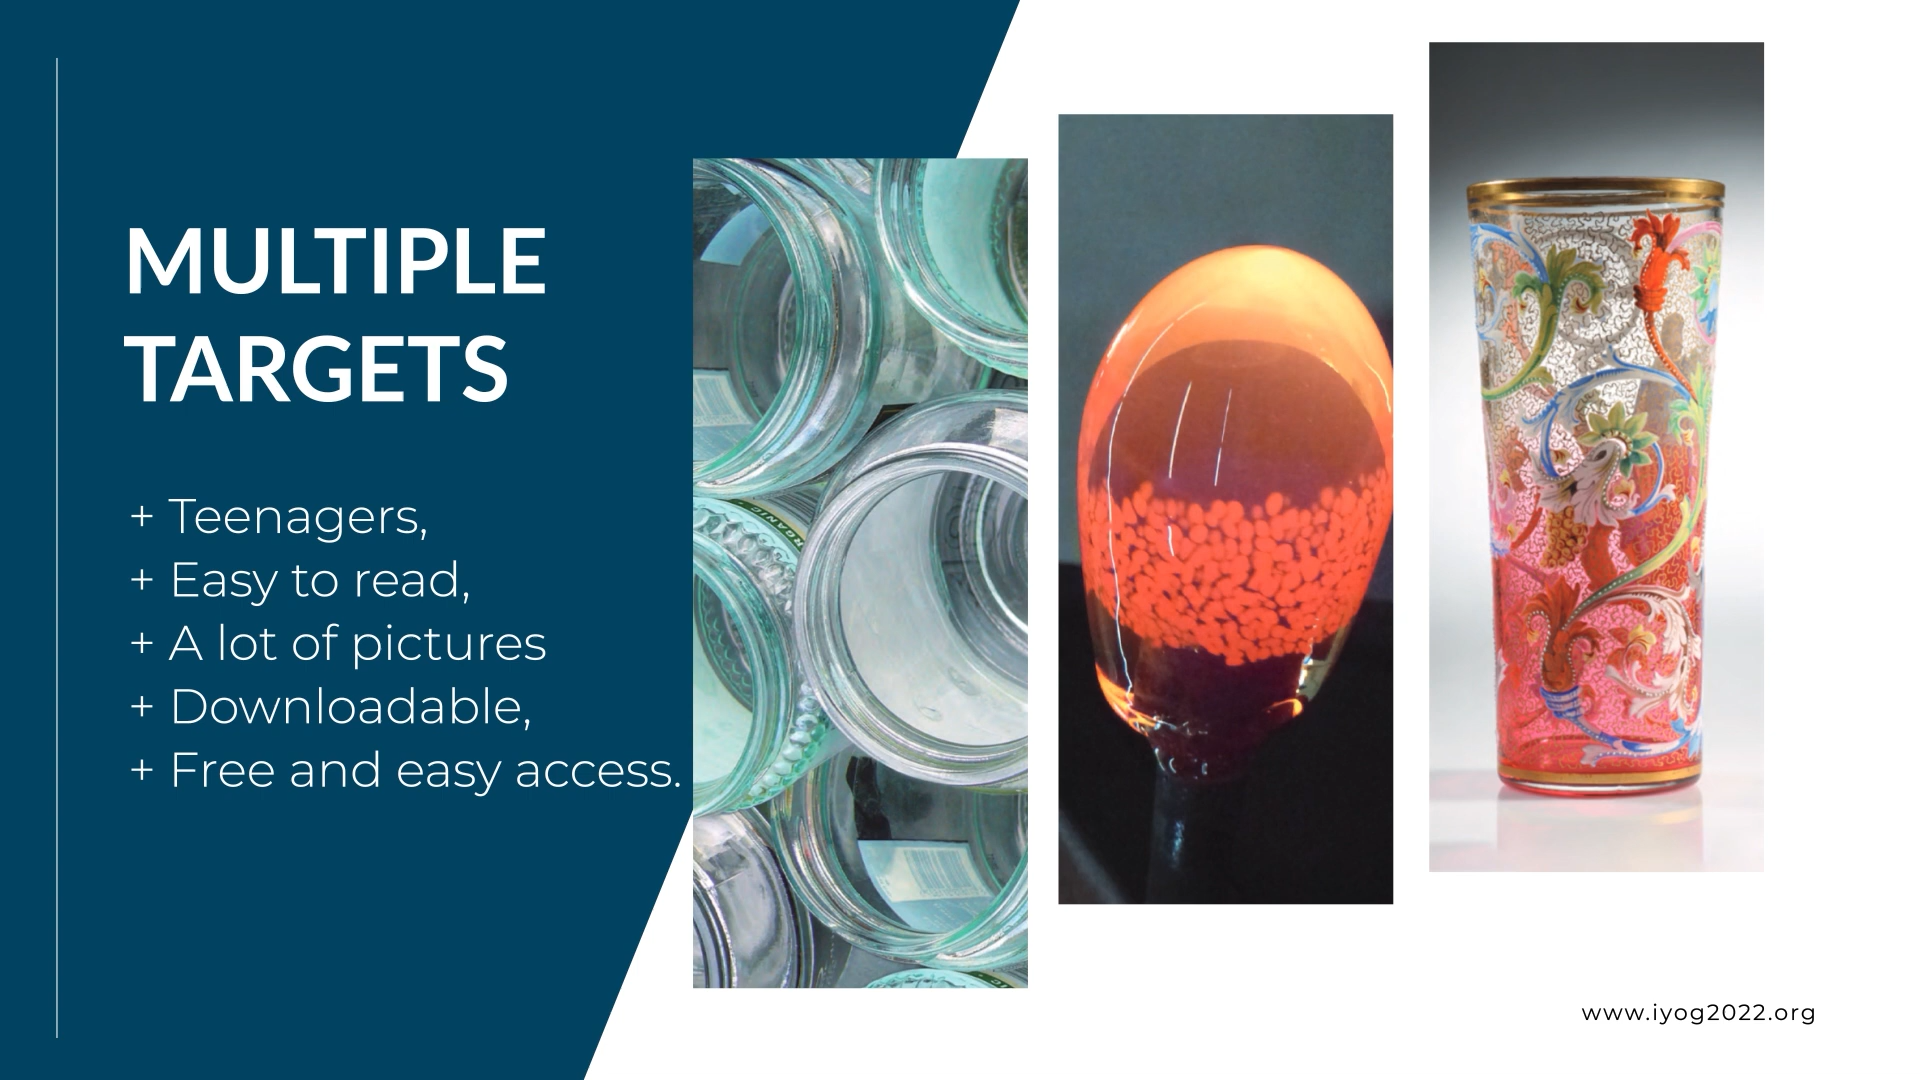 MULTIPLE
TARGETS
+ Teenagers,
+ Easy to read,
+ A lot of pictures
+ Downloadable,
+ Free and easy access.
www.iyog2022.org